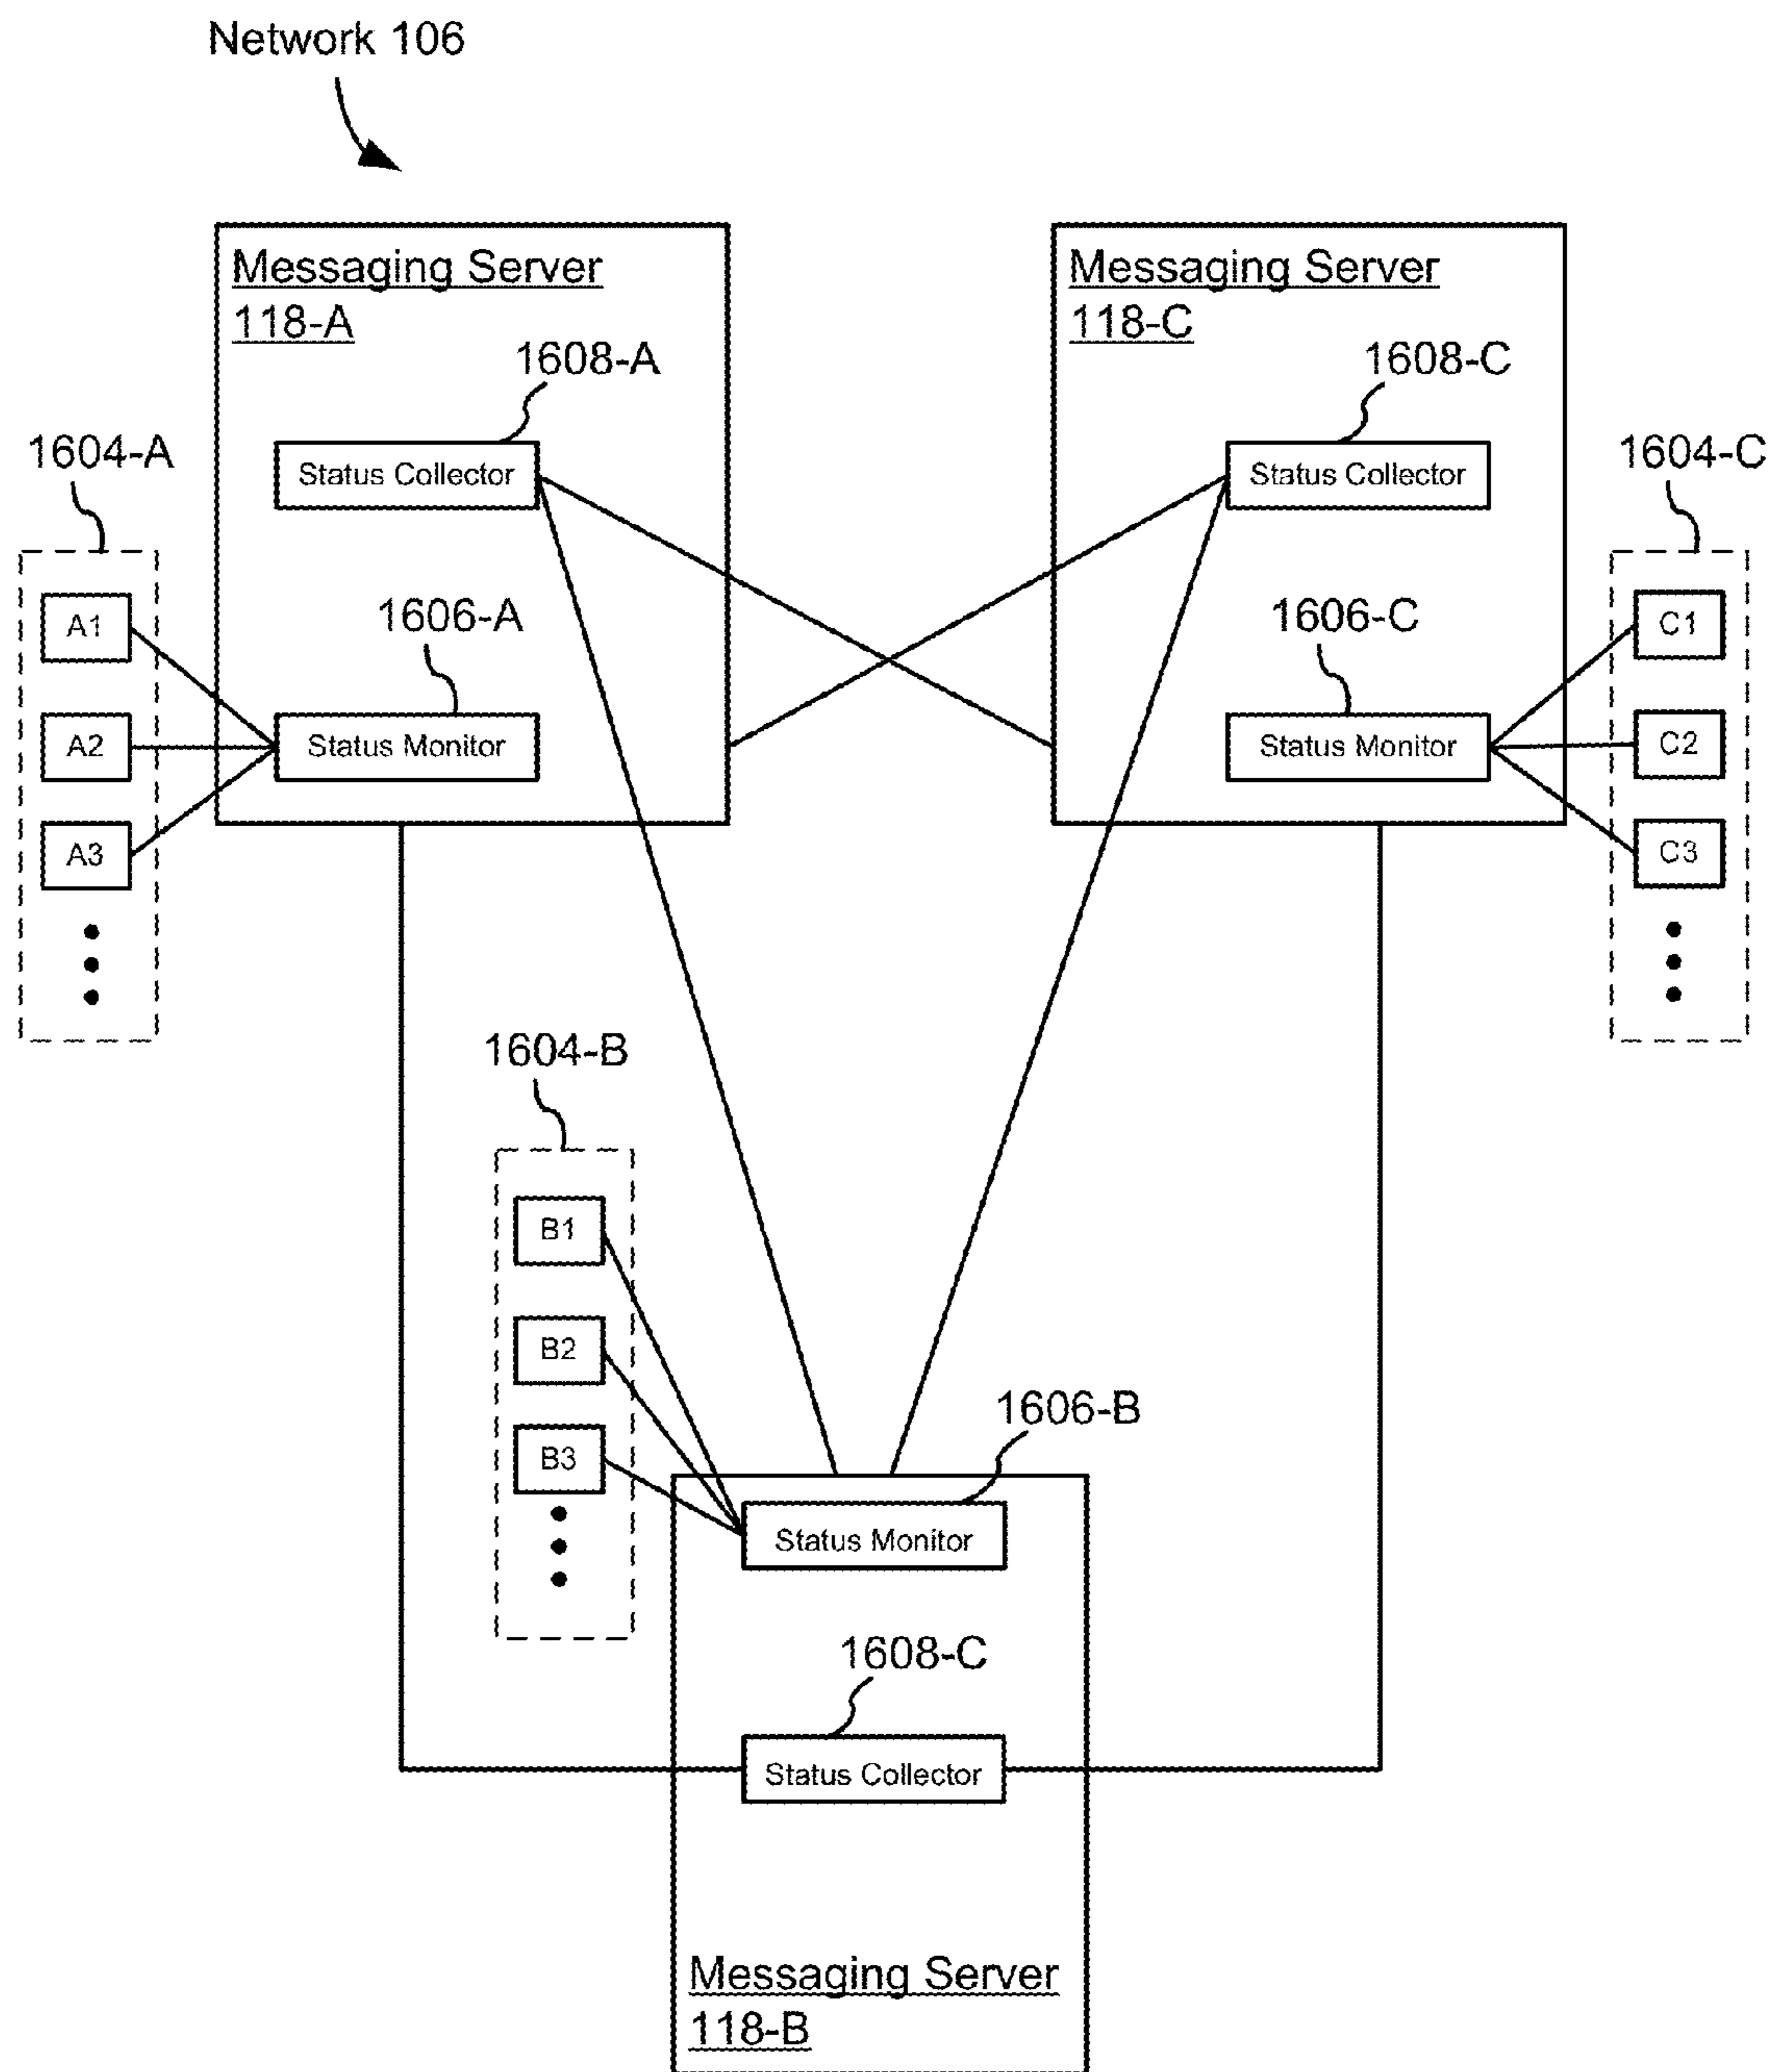 Network 106
Messaging Server
118-A
1608-A
Status Collector
1604-A
A1
A2
A3
1606-A
Status Monitor
Messaging Server
118-C
1608-C
Status Collector
1606-C
Status Monitor
1604-C
C1
C2
C3
1604-B
B1
B2
B3
1606-B
Status Monitor
1608-C
Status Collector
Messaging Server
118-B